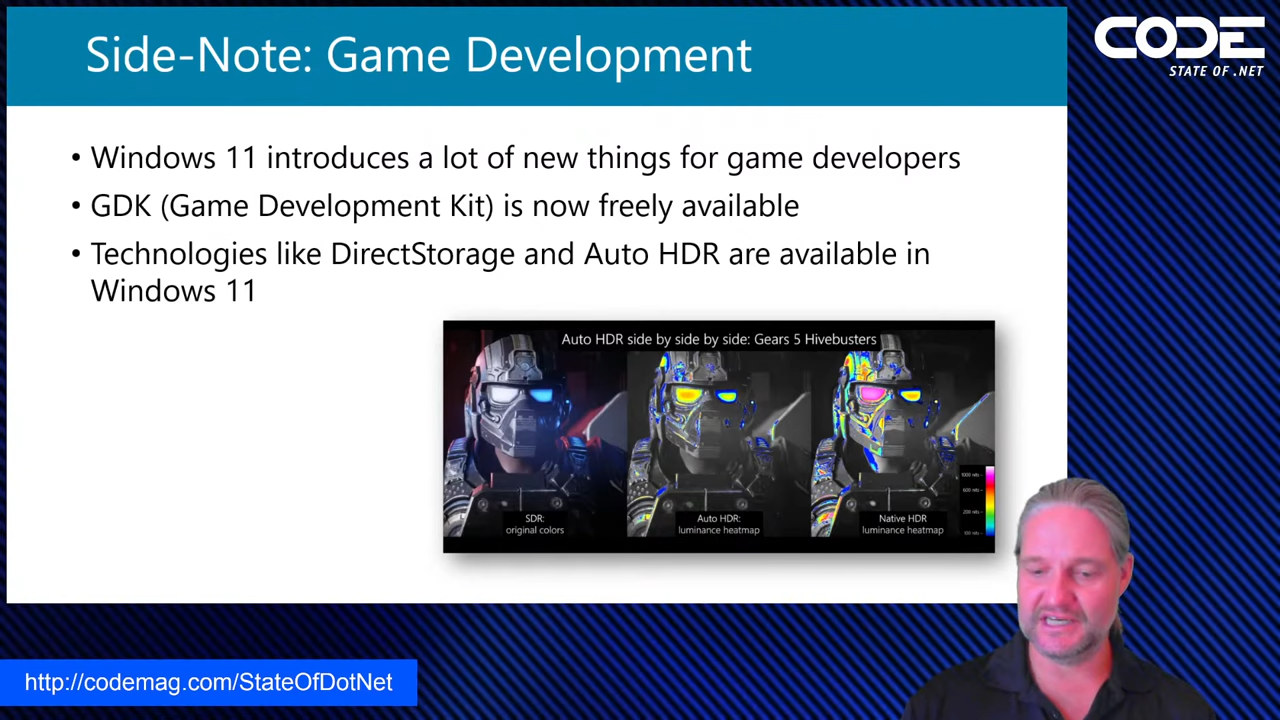 Side-Note: Game Development
CODE
STATE OF .NET
• Windows 11 introduces a lot of new things for game developers
• GDK (Game Development Kit) is now freely available
• Technologies like DirectStorage and Auto HDR are available in
Windows 11
Auto HDR side by side by side: Gears 5 Hivebusters
SDR:
original colors
Auto HDR:
luminance heatmap
Native HDR
luminance heatmap
http://codemag.com/StateOfDotNet